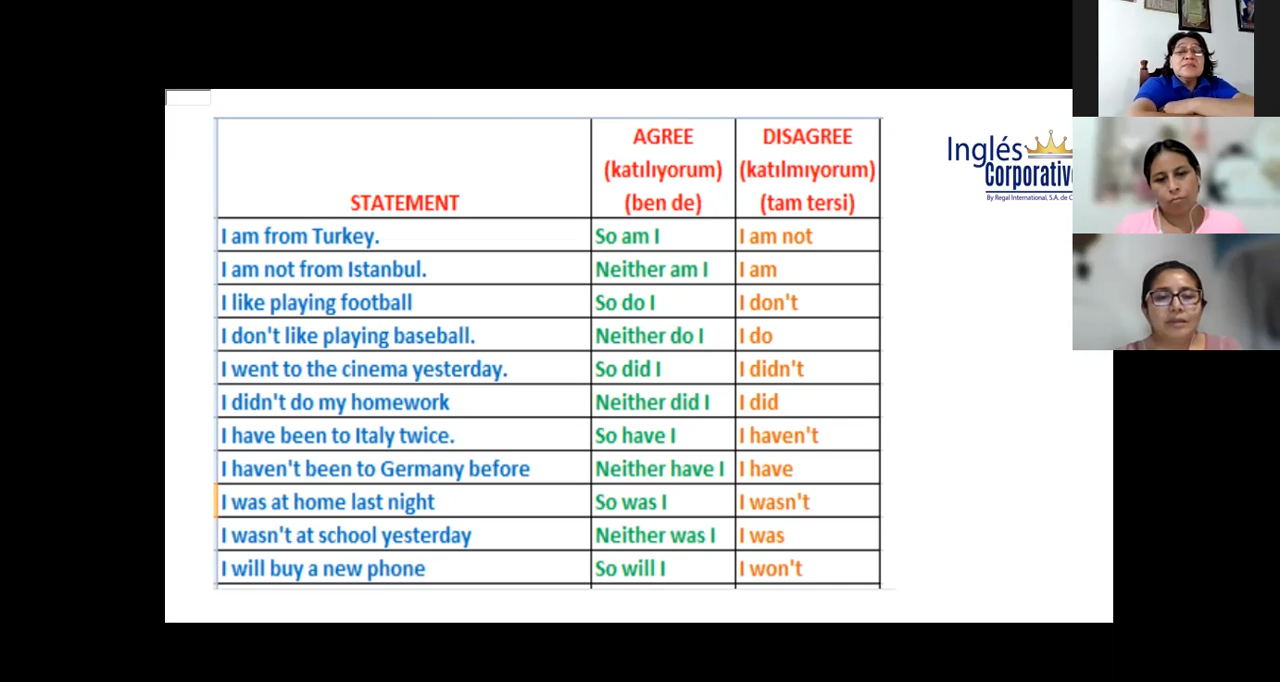 AGREE DISAGREE
(katılıyorum) (katılmıyorum)
STATEMENT (ben de) (tam tersi)
I am from Turkey. So am I I am not
I am not from Istanbul. Neither am I I am
I like playing football So do I I don't
I don't like playing baseball. Neither do I I do
I went to the cinema yesterday. So did I I didn't
I didn't do my homework Neither did I I did
I have been to Italy twice. So have I I haven't
I haven't been to Germany before Neither have I I have
I was at home last night So was I I wasn't
I wasn't at school yesterday Neither was I I was
I will buy a new phone So will I I won't
Inglés
Corporativ
By Regal International, S.A. de C